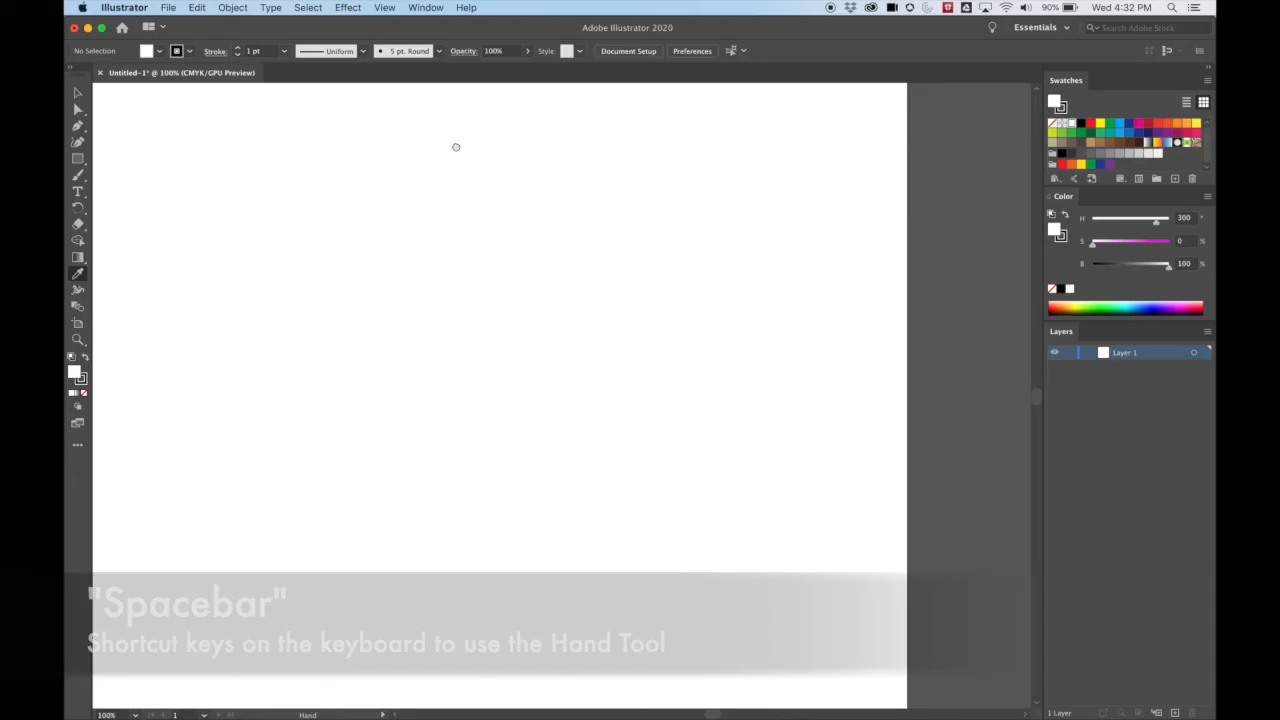 Illustrator File Edit Object Type Select Effect View Window Help
90% Wed 4:32 PM
Adobe Illustrator 2020
Essentials
Search Adobe Stock
No Selection
Stroke: 1 pt
Uniform
5 pt. Round
Opacity: 100%
Style:
Document Setup
Preferences
Untitled-1* @ 100% (CMYK/GPU Preview)
Swatches
Color
H 300 °
S 0 %
B 100 %
Layers
Layer 1
"Spacebar"
Shortcut keys on the keyboard to use the Hand Tool
100%
1
Hand
1 Layer